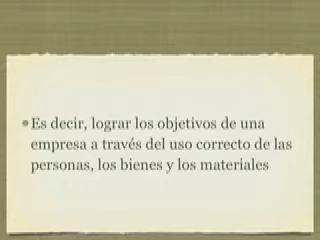 Es decir, lograr los objetivos de una
empresa a través del uso correcto de las
personas, los bienes y los materiales